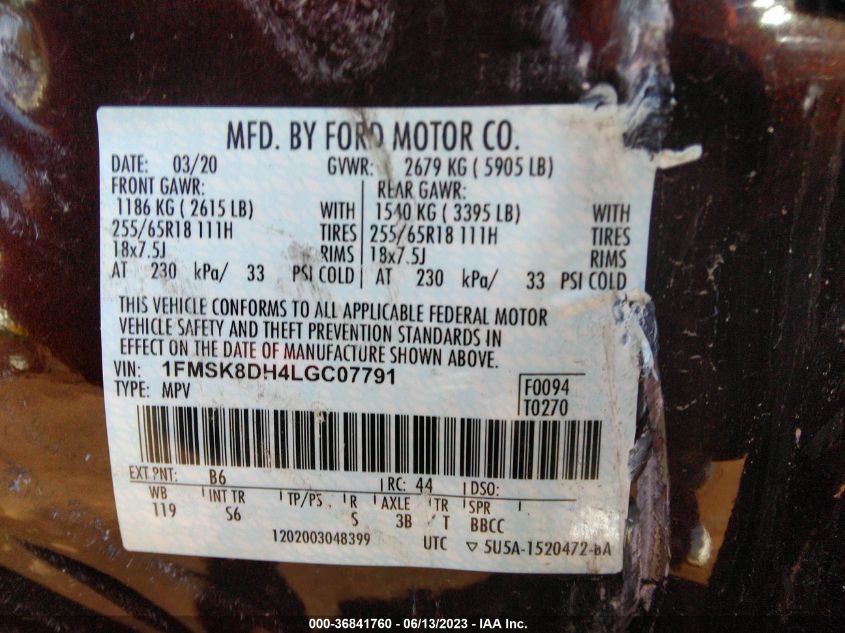 MFD. BY FORD MOTOR CO.
DATE: 03/20 GVWR: 2679 KG ( 5905 LB)
FRONT GAWR: REAR GAWR:
1186 KG ( 2615 LB) WITH 1540 KG ( 3395 LB) WITH
255/65R18 111H TIRES 255/65R18 111H TIRES
18x7.5J RIMS 18x7.5J RIMS
AT 230 kPa/ 33 PSI COLD AT 230 kPa/ 33 PSI COLD
THIS VEHICLE CONFORMS TO ALL APPLICABLE FEDERAL MOTOR
VEHICLE SAFETY AND THEFT PREVENTION STANDARDS IN
EFFECT ON THE DATE OF MANUFACTURE SHOWN ABOVE.
VIN: 1FMSK8DH4LGC07791
TYPE: MPV F0094
T0270
EXT PNT: B6 RC: 44 DSO:
WB INT TR TP/PS R AXLE TR SPR
119 S6 S 3B T BBCC
1202003048399 UTC ▽ 5U5A-1520472-BA
000-36841760 - 06/13/2023 - IAA Inc.